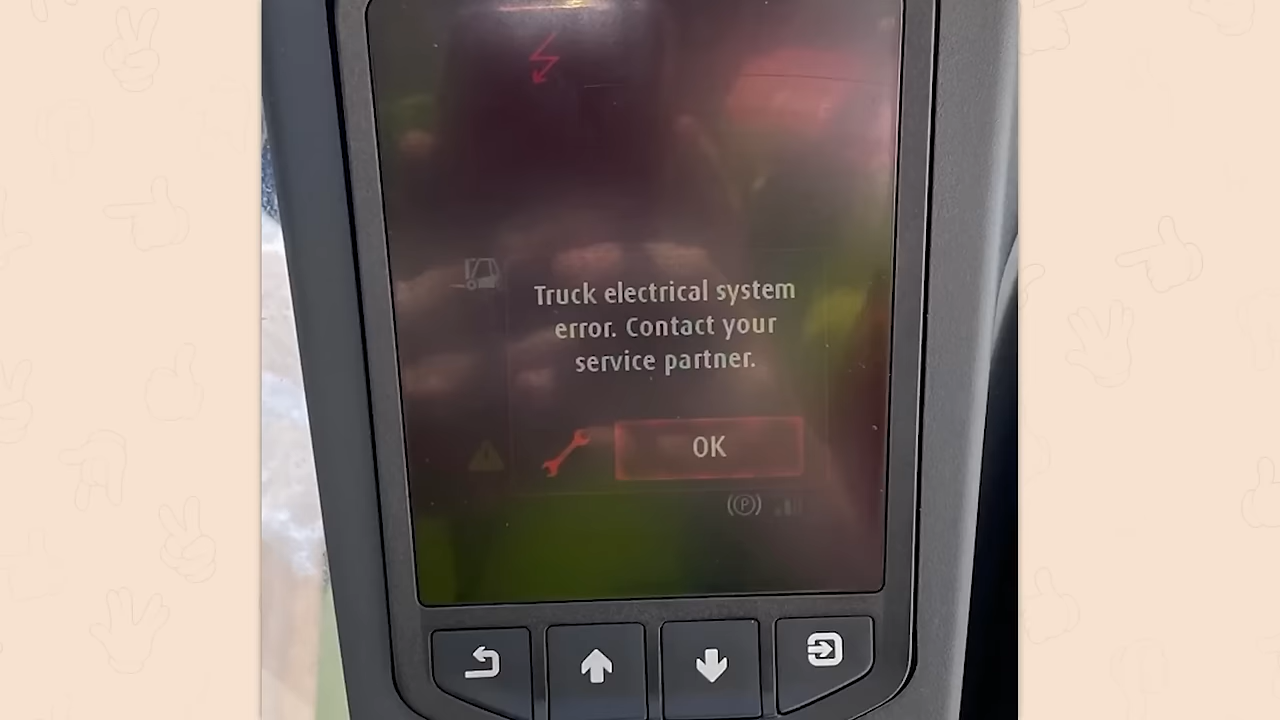 Truck electrical system
error. Contact your
service partner.
OK
P